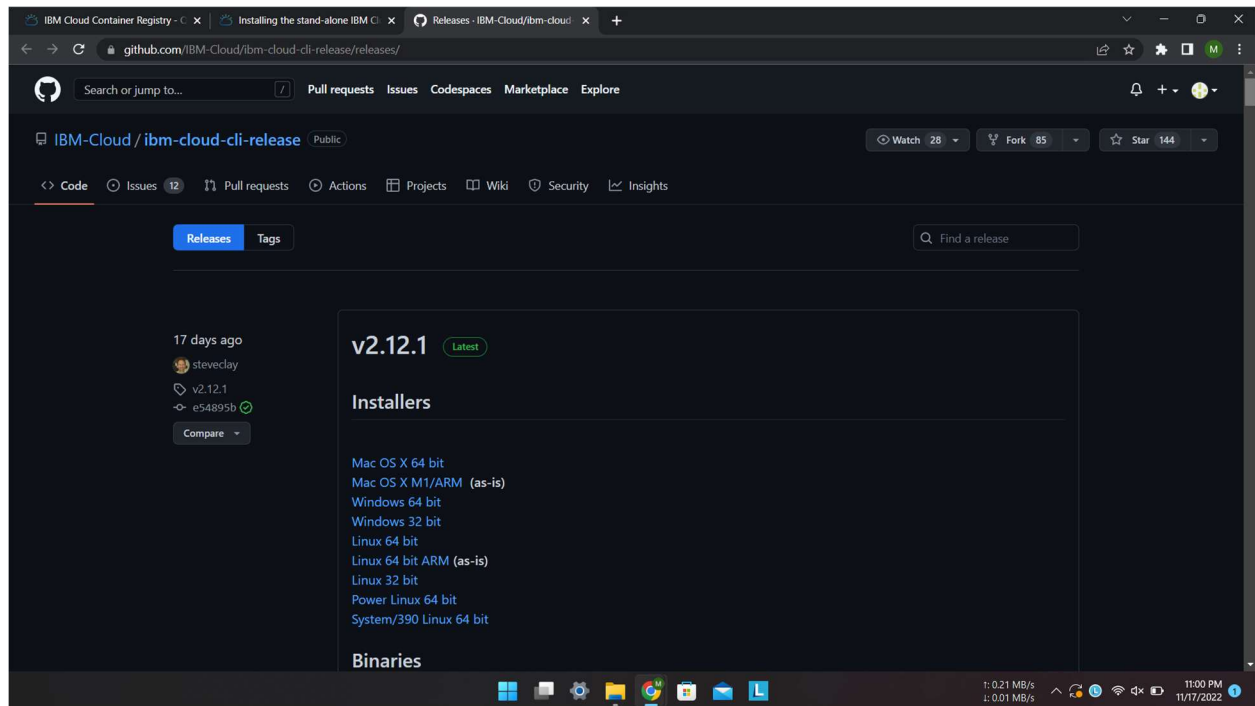 IBM Cloud Container Registry - C
Installing the stand-alone IBM Cl
Releases · IBM-Cloud/ibm-cloud-
github.com/IBM-Cloud/ibm-cloud-cli-release/releases/
M
Search or jump to... /
Pull requests Issues Codespaces Marketplace Explore
IBM-Cloud / ibm-cloud-cli-release Public
Watch 28 Fork 85 Star 144
Code Issues 12 Pull requests Actions Projects Wiki Security Insights
Releases Tags
Find a release
17 days ago
steveclay
v2.12.1
e54895b
Compare
v2.12.1 Latest
Installers
Mac OS X 64 bit
Mac OS X M1/ARM (as-is)
Windows 64 bit
Windows 32 bit
Linux 64 bit
Linux 64 bit ARM (as-is)
Linux 32 bit
Power Linux 64 bit
System/390 Linux 64 bit
Binaries
M
L
↑: 0.21 MB/s
↓: 0.01 MB/s
L
11:00 PM
11/17/2022
1